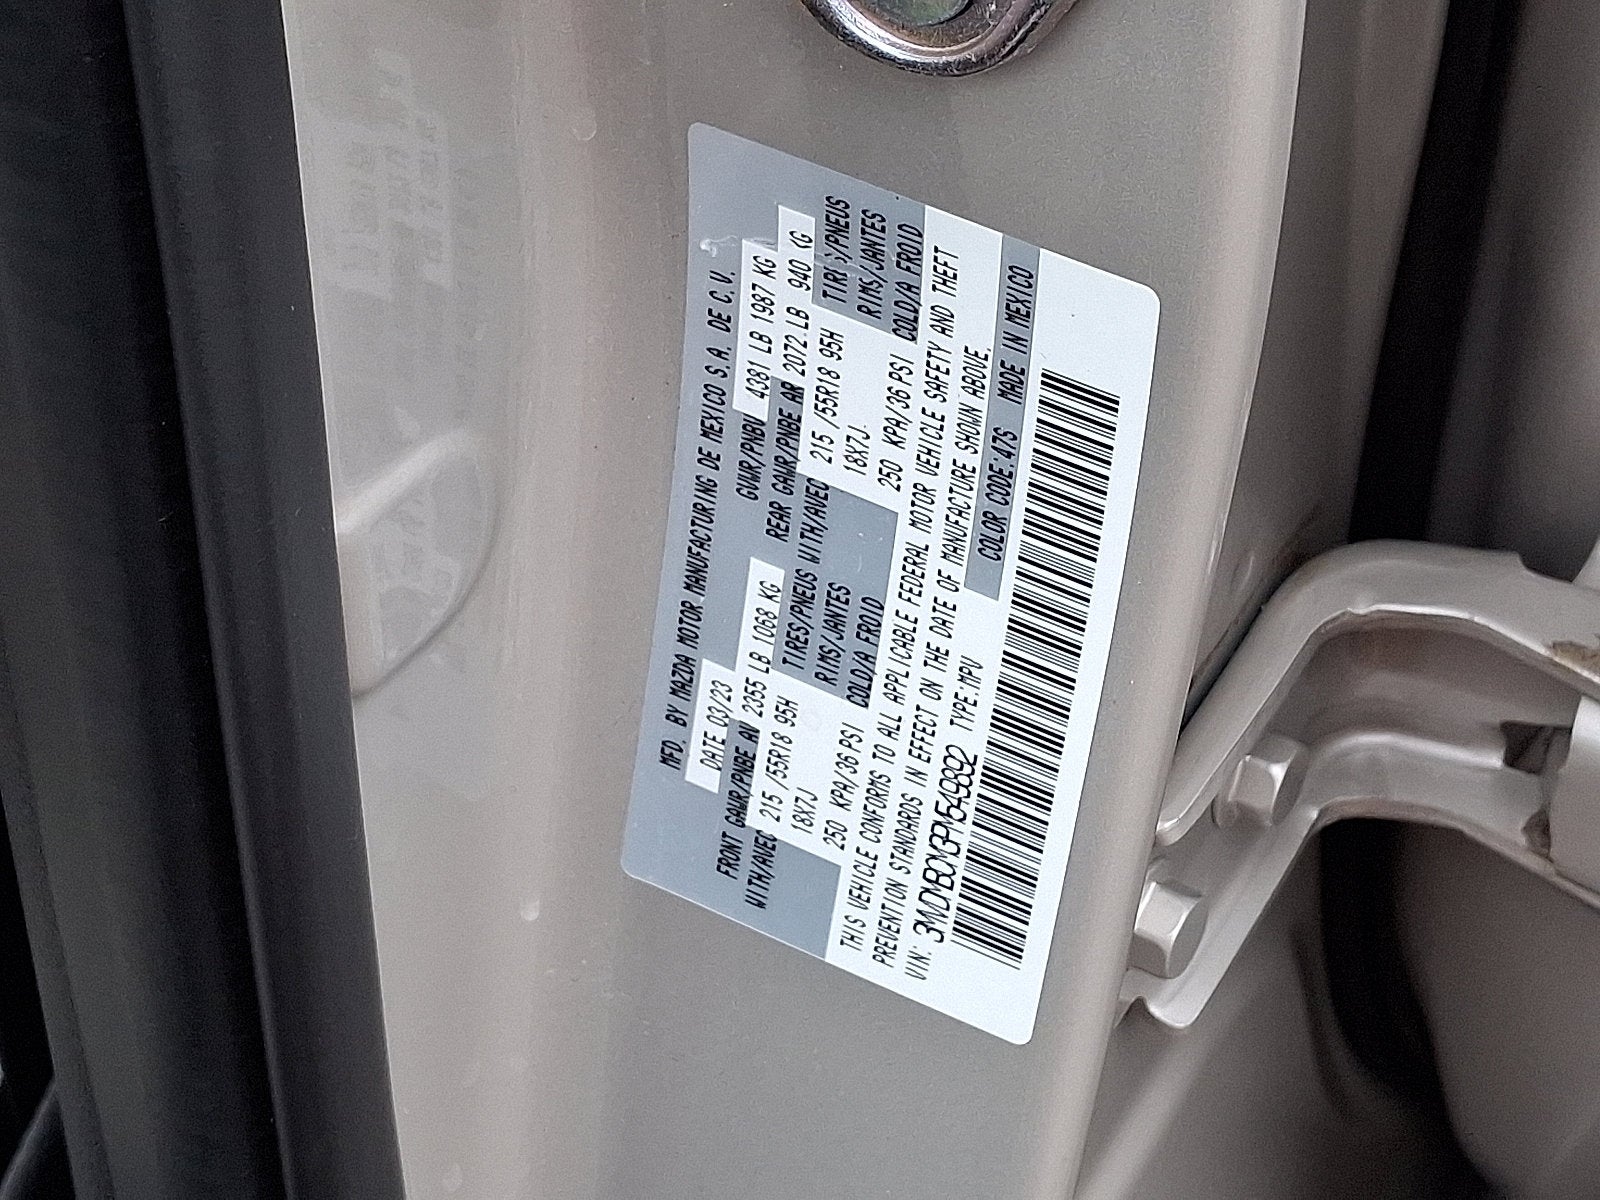 MFD. BY MAZDA MOTOR MANUFACTURING DE MEXICO S.A. DE C.V.
DATE 03/23 GVWR/PNBV 4381 LB 1987 KG
FRONT GAWR/PNBE AV 2355 LB 1068 KG REAR GAWR/PNBE AR 2072 LB 940 KG
WITH/AVEC 215 /55R18 95H TIRES/PNEUS WITH/AVEC 215 /55R18 95H TIRES/PNEUS
18X7J RIMS/JANTES 18X7J RIMS/JANTES
250 KPA/36 PSI COLD/A FROID 250 KPA/36 PSI COLD/A FROID
THIS VEHICLE CONFORMS TO ALL APPLICABLE FEDERAL MOTOR VEHICLE SAFETY AND THEFT
PREVENTION STANDARDS IN EFFECT ON THE DATE OF MANUFACTURE SHOWN ABOVE.
VIN: 3MVDMBCM3PM549892 TYPE:MPV COLOR CODE:47S MADE IN MEXICO